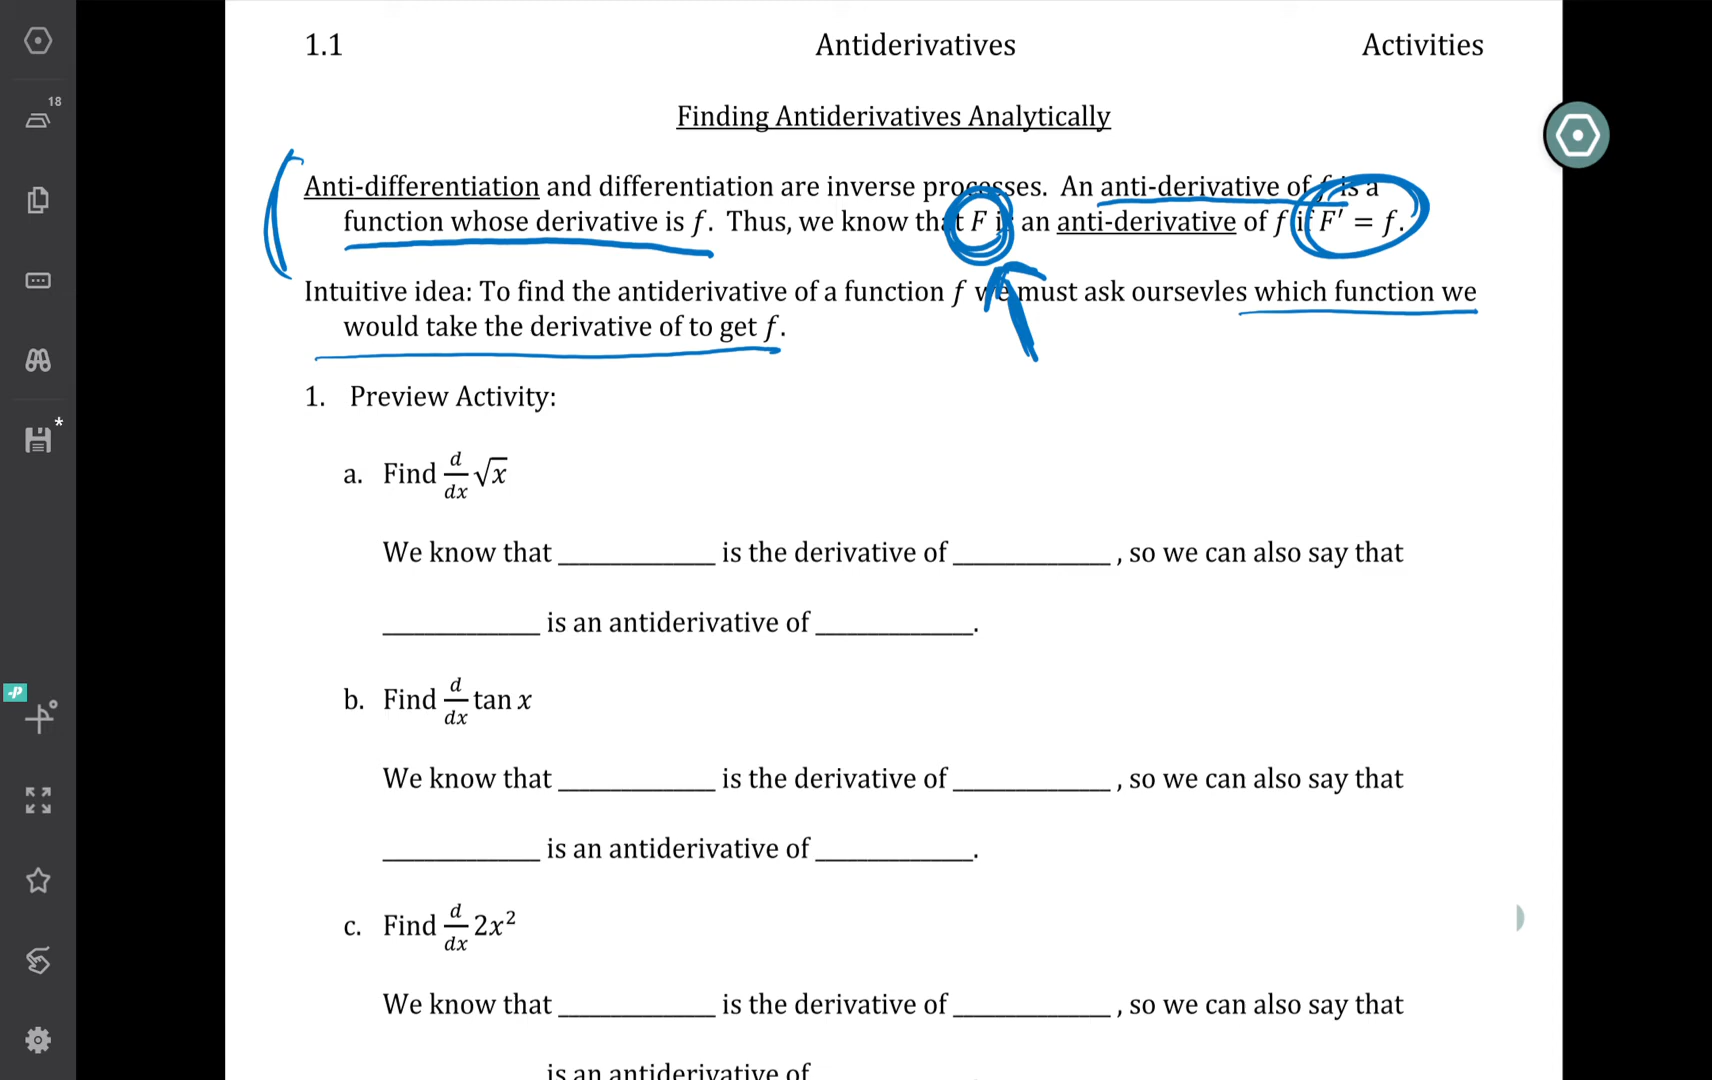 1.1 Antiderivatives Activities
Finding Antiderivatives Analytically
Anti-differentiation and differentiation are inverse processes. An anti-derivative of f is a
function whose derivative is f. Thus, we know that F is an anti-derivative of f if F′ = f.
Intuitive idea: To find the antiderivative of a function f we must ask oursevles which function we
would take the derivative of to get f.
1. Preview Activity:
a. Find d/dx √x
We know that ____________ is the derivative of ____________ , so we can also say that
____________ is an antiderivative of ____________.
b. Find d/dx tan x
We know that ____________ is the derivative of ____________ , so we can also say that
____________ is an antiderivative of ____________.
c. Find d/dx 2x²
We know that ____________ is the derivative of ____________ , so we can also say that
is an antiderivative of
18
*
P